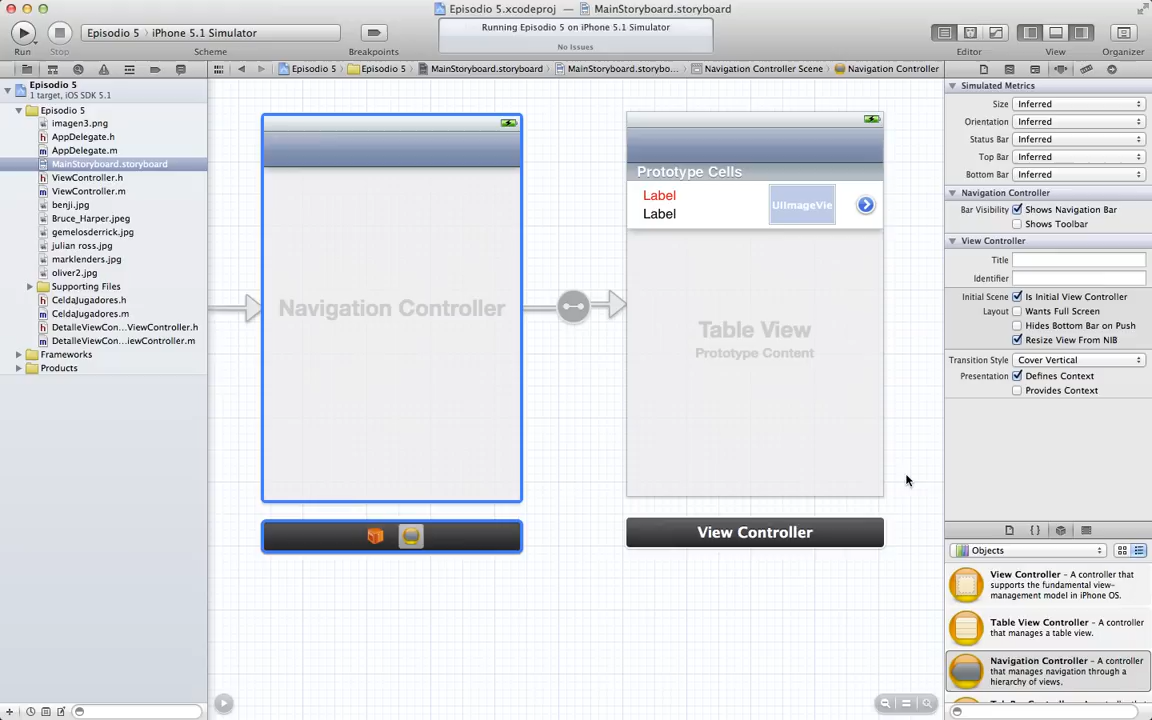 Episodio 5.xcodeproj — MainStoryboard.storyboard
Run
Stop
Episodio 5 iPhone 5.1 Simulator
Scheme
Breakpoints
Running Episodio 5 on iPhone 5.1 Simulator
No Issues
Editor
View
Organizer
Episodio 5
1 target, iOS SDK 5.1
Episodio 5
imagen3.png
AppDelegate.h
AppDelegate.m
MainStoryboard.storyboard
ViewController.h
ViewController.m
benji.jpg
Bruce_Harper.jpeg
gemelosderrick.jpg
julian ross.jpg
marklenders.jpg
oliver2.jpg
Supporting Files
CeldaJugadores.h
CeldaJugadores.m
DetalleViewCon...ViewController.h
DetalleViewCon...iewController.m
Frameworks
Products
Episodio 5
Episodio 5
MainStoryboard.storyboard
MainStoryboard.storybo...
Navigation Controller Scene
Navigation Controller
Navigation Controller
Prototype Cells
Label
Label
UIImageVie
Table View
Prototype Content
View Controller
Simulated Metrics
Size Inferred
Orientation Inferred
Status Bar Inferred
Top Bar Inferred
Bottom Bar Inferred
Navigation Controller
Bar Visibility Shows Navigation Bar
Shows Toolbar
View Controller
Title
Identifier
Initial Scene Is Initial View Controller
Layout Wants Full Screen
Hides Bottom Bar on Push
Resize View From NIB
Transition Style Cover Vertical
Presentation Defines Context
Provides Context
Objects
View Controller - A controller that
supports the fundamental view-
management model in iPhone OS.
Table View Controller - A controller
that manages a table view.
Navigation Controller - A controller
that manages navigation through a
hierarchy of views.